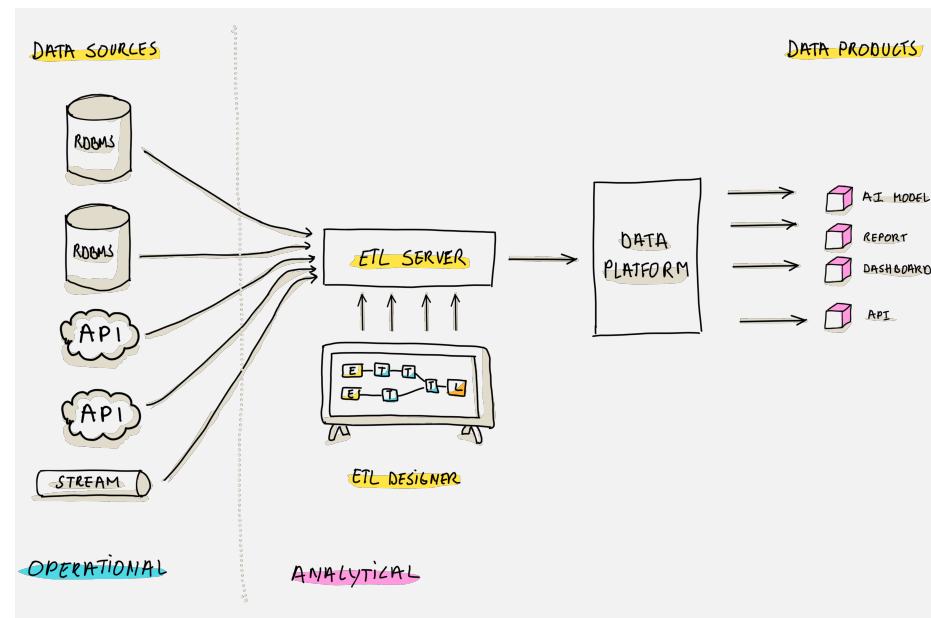 DATA SOURCES
DATA PRODUCTS
RDBMS
RDBMS
API
API
STREAM
ETL SERVER
E T T
E T T L
ETL DESIGNER
DATA
PLATFORM
AI MODEL
REPORT
DASHBOARD
API
OPERATIONAL
ANALYTICAL